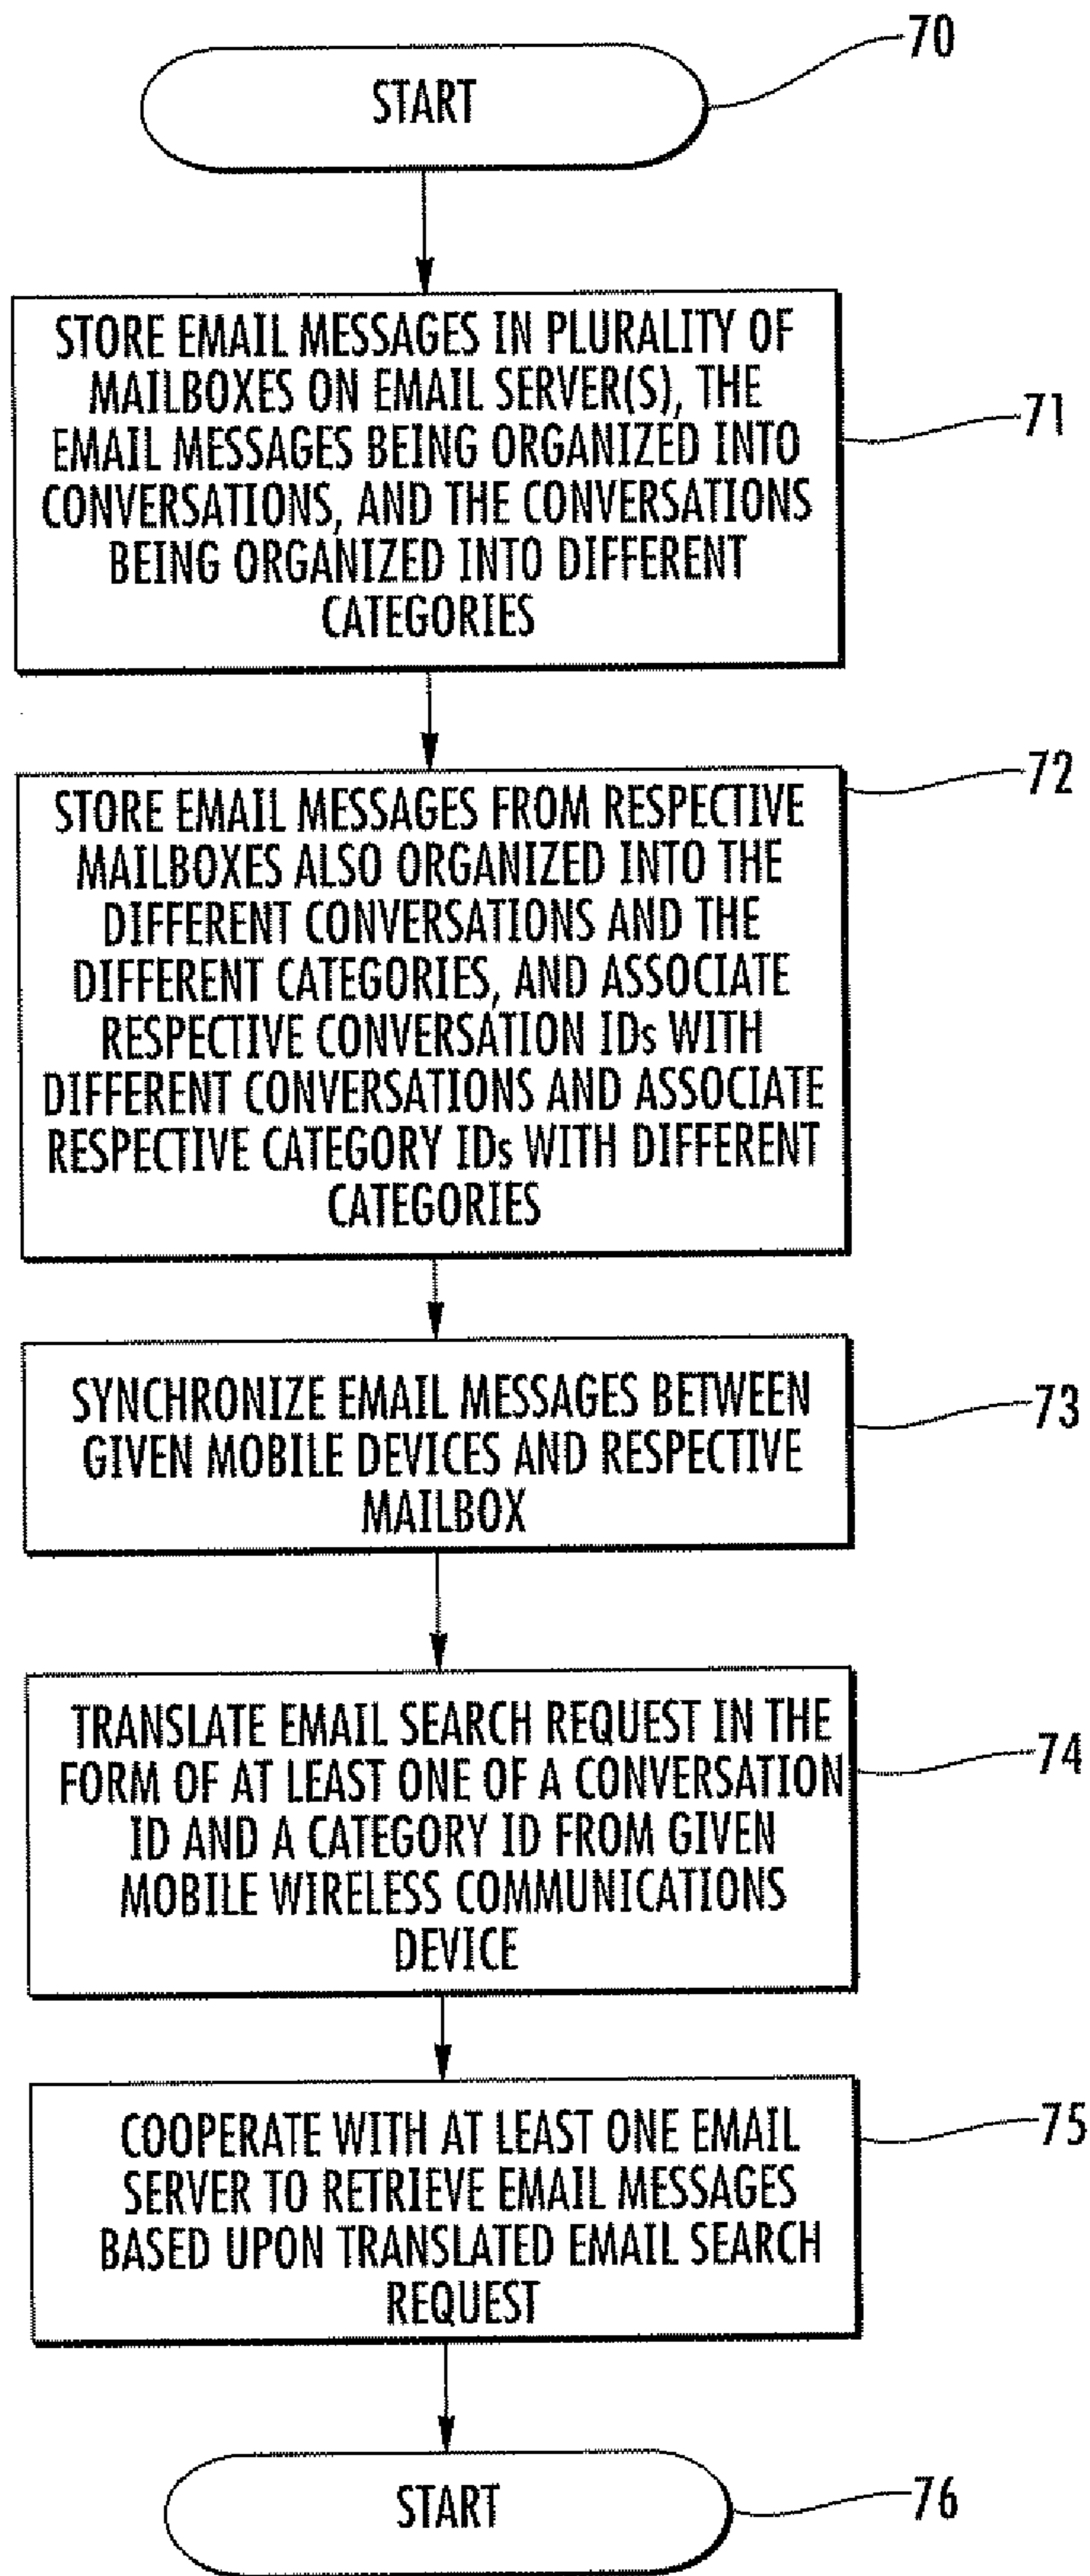 70
START
STORE EMAIL MESSAGES IN PLURALITY OF
MAILBOXES ON EMAIL SERVER(S), THE
EMAIL MESSAGES BEING ORGANIZED INTO
CONVERSATIONS, AND THE CONVERSATIONS
BEING ORGANIZED INTO DIFFERENT
CATEGORIES
71
STORE EMAIL MESSAGES FROM RESPECTIVE
MAILBOXES ALSO ORGANIZED INTO THE
DIFFERENT CONVERSATIONS AND THE
DIFFERENT CATEGORIES, AND ASSOCIATE
RESPECTIVE CONVERSATION IDs WITH
DIFFERENT CONVERSATIONS AND ASSOCIATE
RESPECTIVE CATEGORY IDs WITH DIFFERENT
CATEGORIES
72
SYNCHRONIZE EMAIL MESSAGES BETWEEN
GIVEN MOBILE DEVICES AND RESPECTIVE
MAILBOX
73
TRANSLATE EMAIL SEARCH REQUEST IN THE
FORM OF AT LEAST ONE OF A CONVERSATION
ID AND A CATEGORY ID FROM GIVEN
MOBILE WIRELESS COMMUNICATIONS
DEVICE
74
COOPERATE WITH AT LEAST ONE EMAIL
SERVER TO RETRIEVE EMAIL MESSAGES
BASED UPON TRANSLATED EMAIL SEARCH
REQUEST
75
START
76